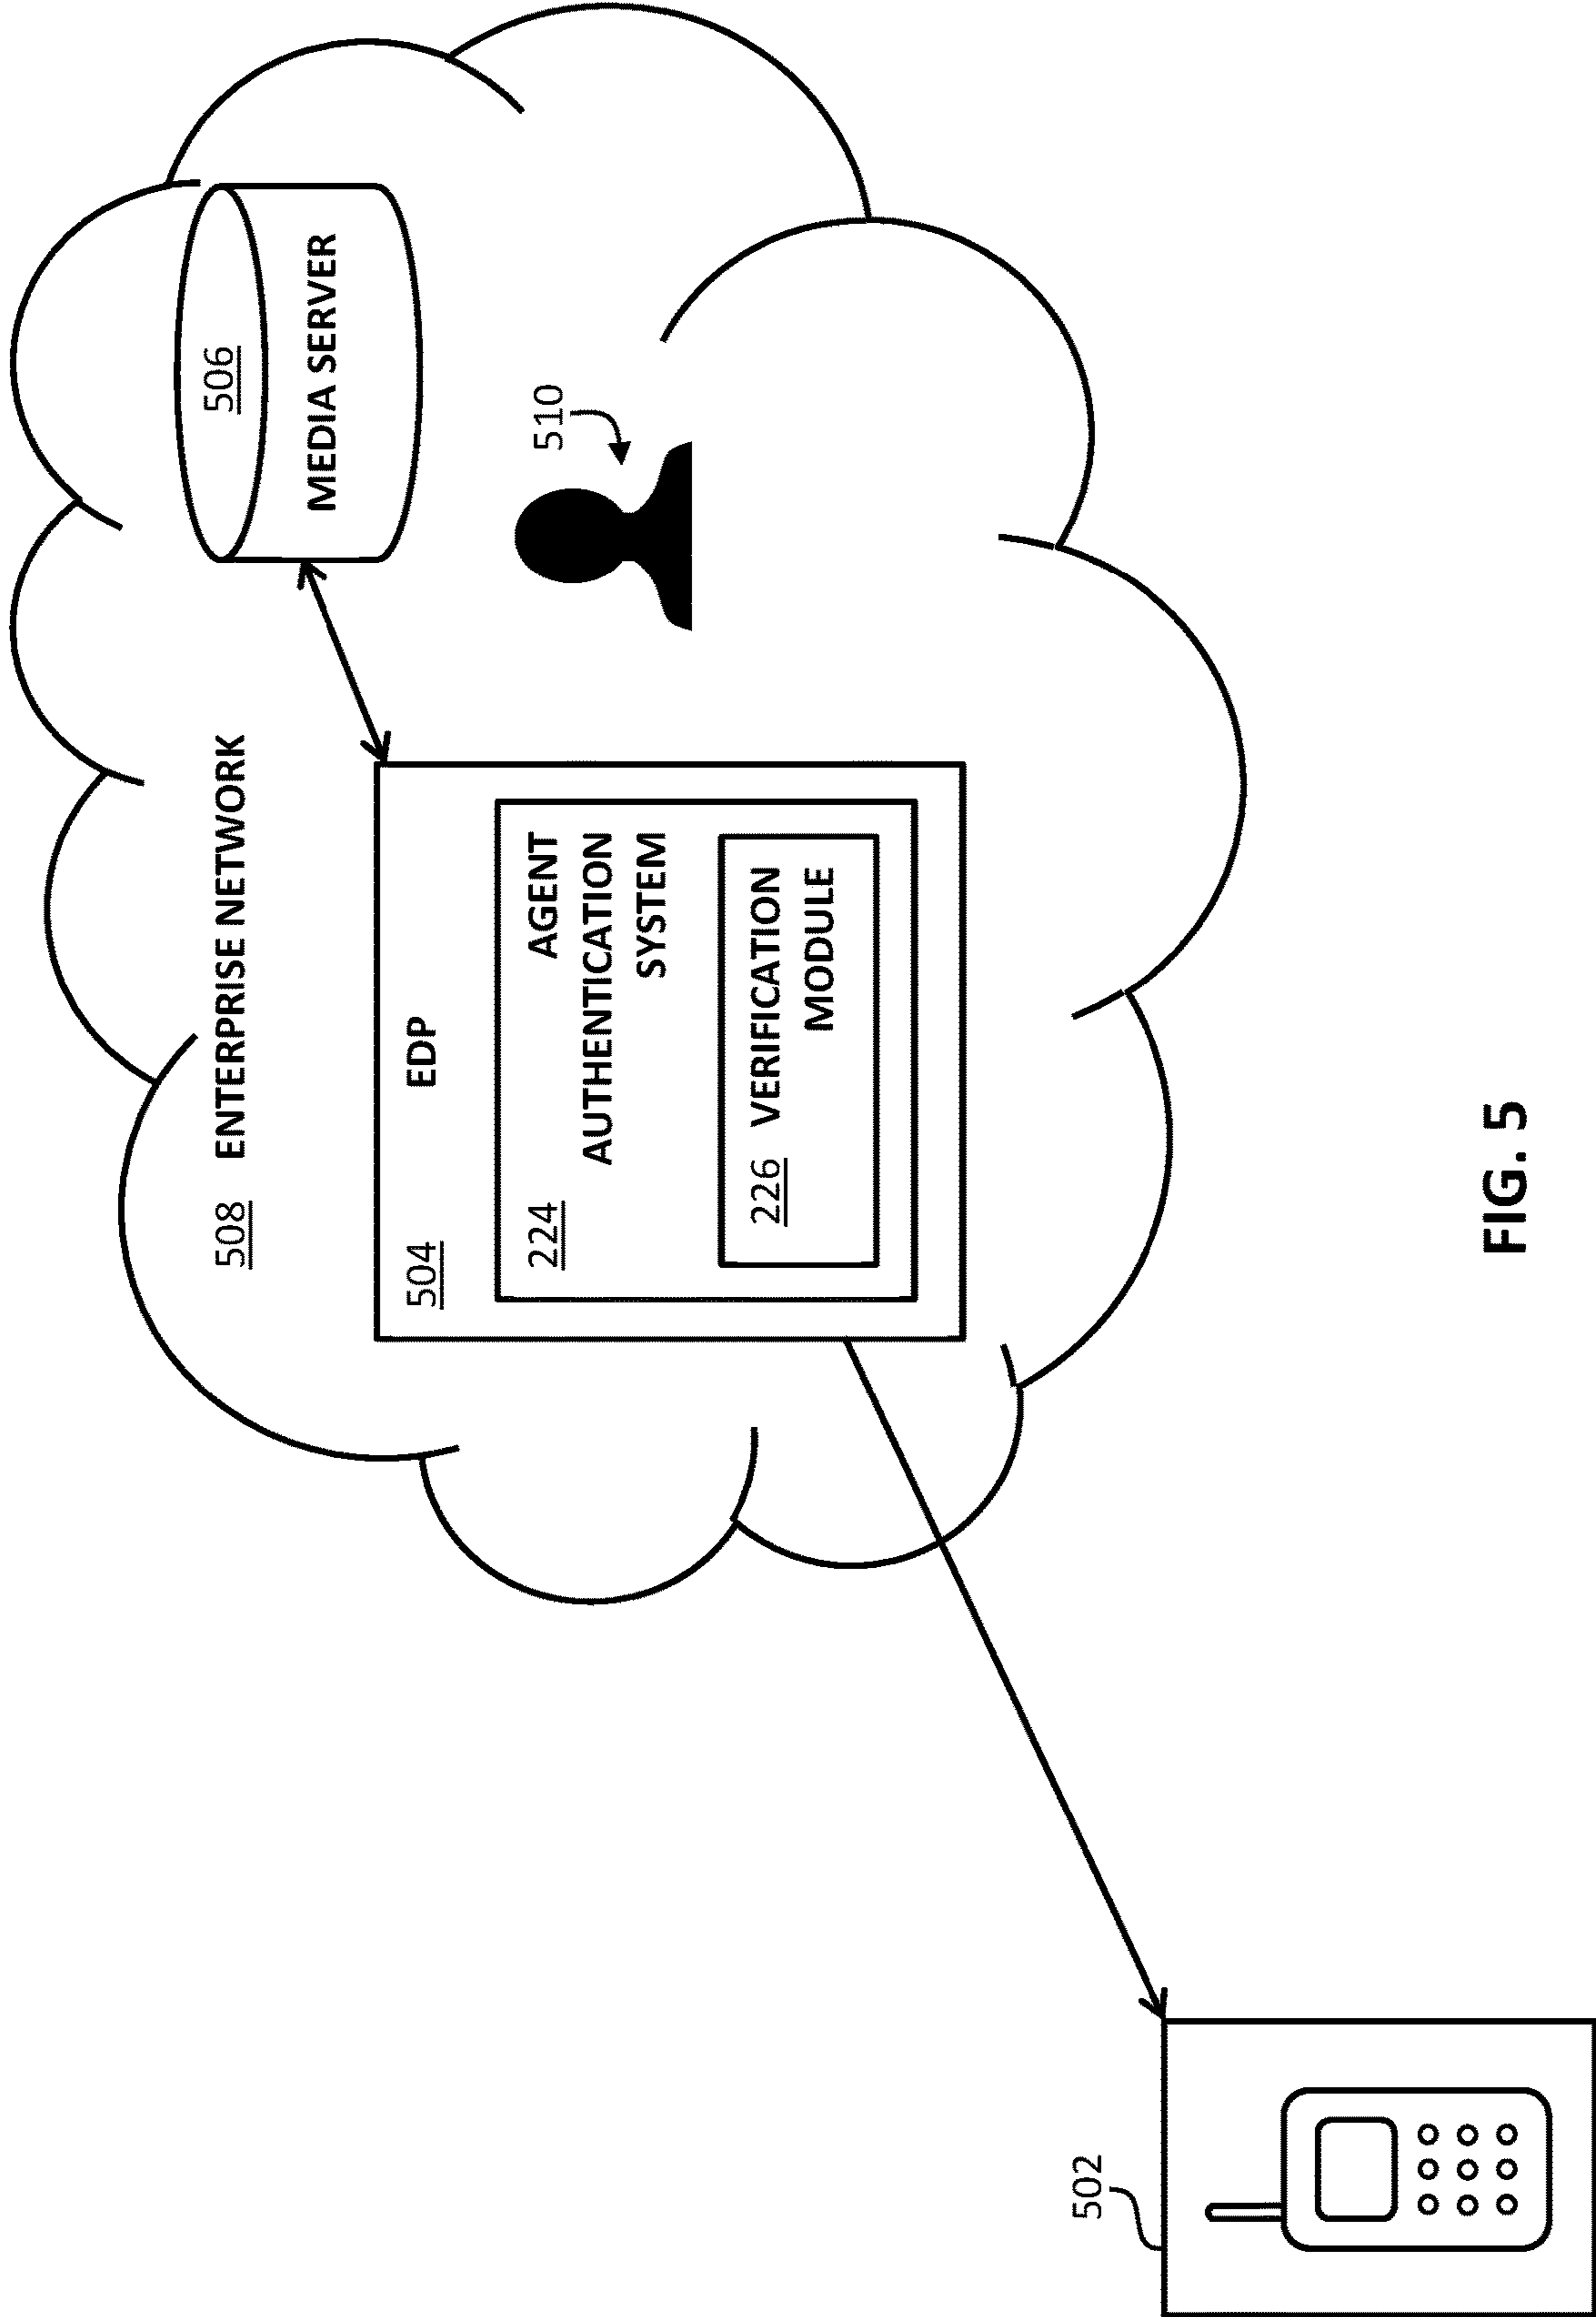 508 ENTERPRISE NETWORK
506
MEDIA SERVER
504 EDP
510
224 AGENT
AUTHENTICATION
SYSTEM
226 VERIFICATION
MODULE
502
FIG. 5